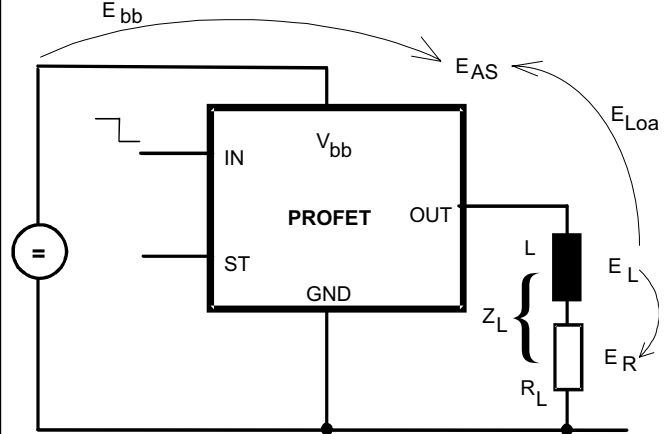 E bb
E AS
E Loa
V bb
IN
PROFET
OUT
ST
GND
=
L
E L
Z L
{
E R
R L